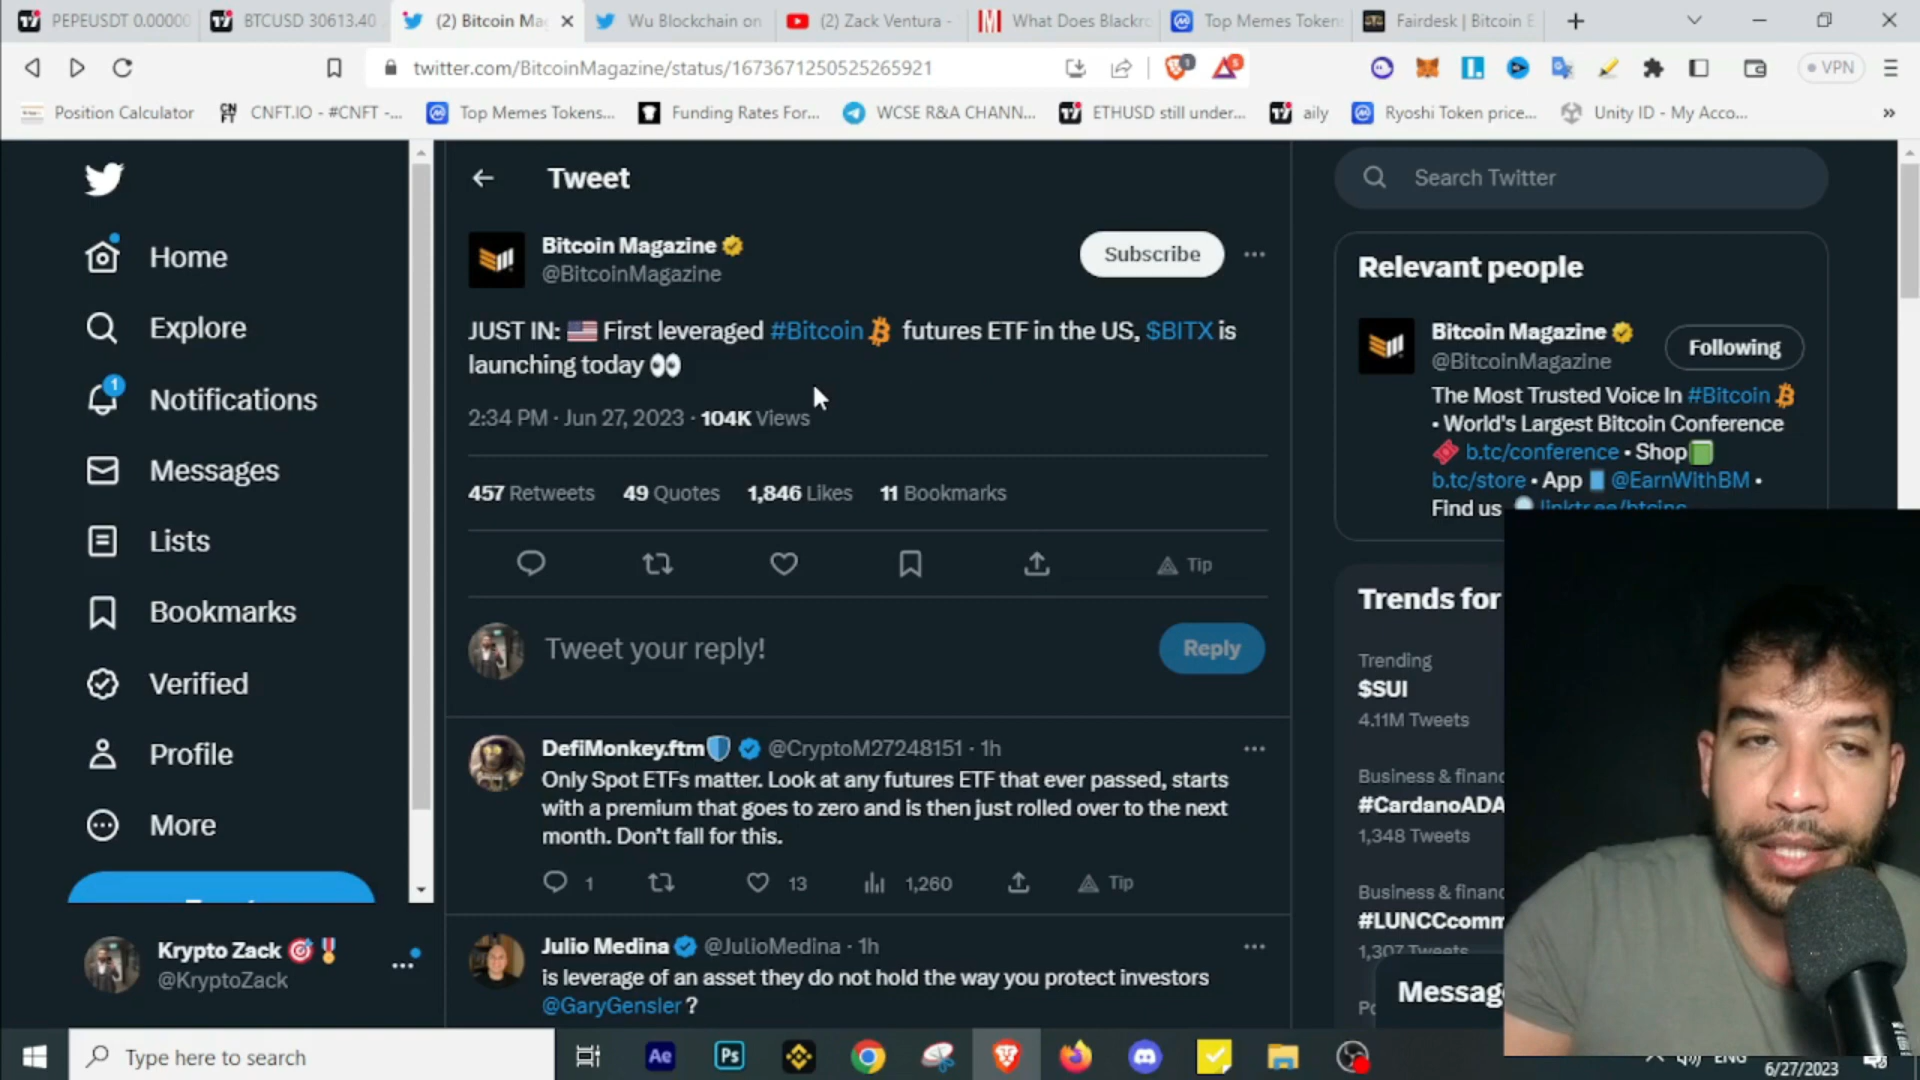 PEPEUSDT 0.00000
BTCUSD 30613.40
(2) Bitcoin Ma
Wu Blockchain on
(2) Zack Ventura -
What Does Blackr
Top Memes Token
Fairdesk | Bitcoin E
twitter.com/BitcoinMagazine/status/1673671250525265921
VPN
Position Calculator
CNFT.IO - #CNFT -...
Top Memes Tokens...
Funding Rates For...
WCSE R&A CHANN...
ETHUSD still under...
aily
Ryoshi Token price...
Unity ID - My Acco...
Home
Explore
1
Notifications
Messages
Lists
Bookmarks
Verified
Profile
More
Krypto Zack
@KryptoZack
Tweet
Bitcoin Magazine
@BitcoinMagazine
Subscribe
JUST IN: First leveraged #Bitcoin futures ETF in the US, $BITX is
launching today
2:34 PM · Jun 27, 2023 · 104K Views
457 Retweets 49 Quotes 1,846 Likes 11 Bookmarks
Tip
Tweet your reply!
Reply
DefiMonkey.ftm @CryptoM27248151 · 1h
Only Spot ETFs matter. Look at any futures ETF that ever passed, starts
with a premium that goes to zero and is then just rolled over to the next
month. Don't fall for this.
1 13 1,260 Tip
Julio Medina @JulioMedina · 1h
is leverage of an asset they do not hold the way you protect investors
@GaryGensler ?
Search Twitter
Relevant people
Bitcoin Magazine
@BitcoinMagazine
Following
The Most Trusted Voice In #Bitcoin
• World's Largest Bitcoin Conference
b.tc/conference • Shop
b.tc/store • App @EarnWithBM •
Find us linktr.ee/btcinc
Trends for
Trending
$SUI
4.11M Tweets
Business & financ
#CardanoADA
1,348 Tweets
Business & financ
#LUNCCcomm
1,307 Tweets
Messag
Type here to search
Ae
Ps
ENG
6/27/2023